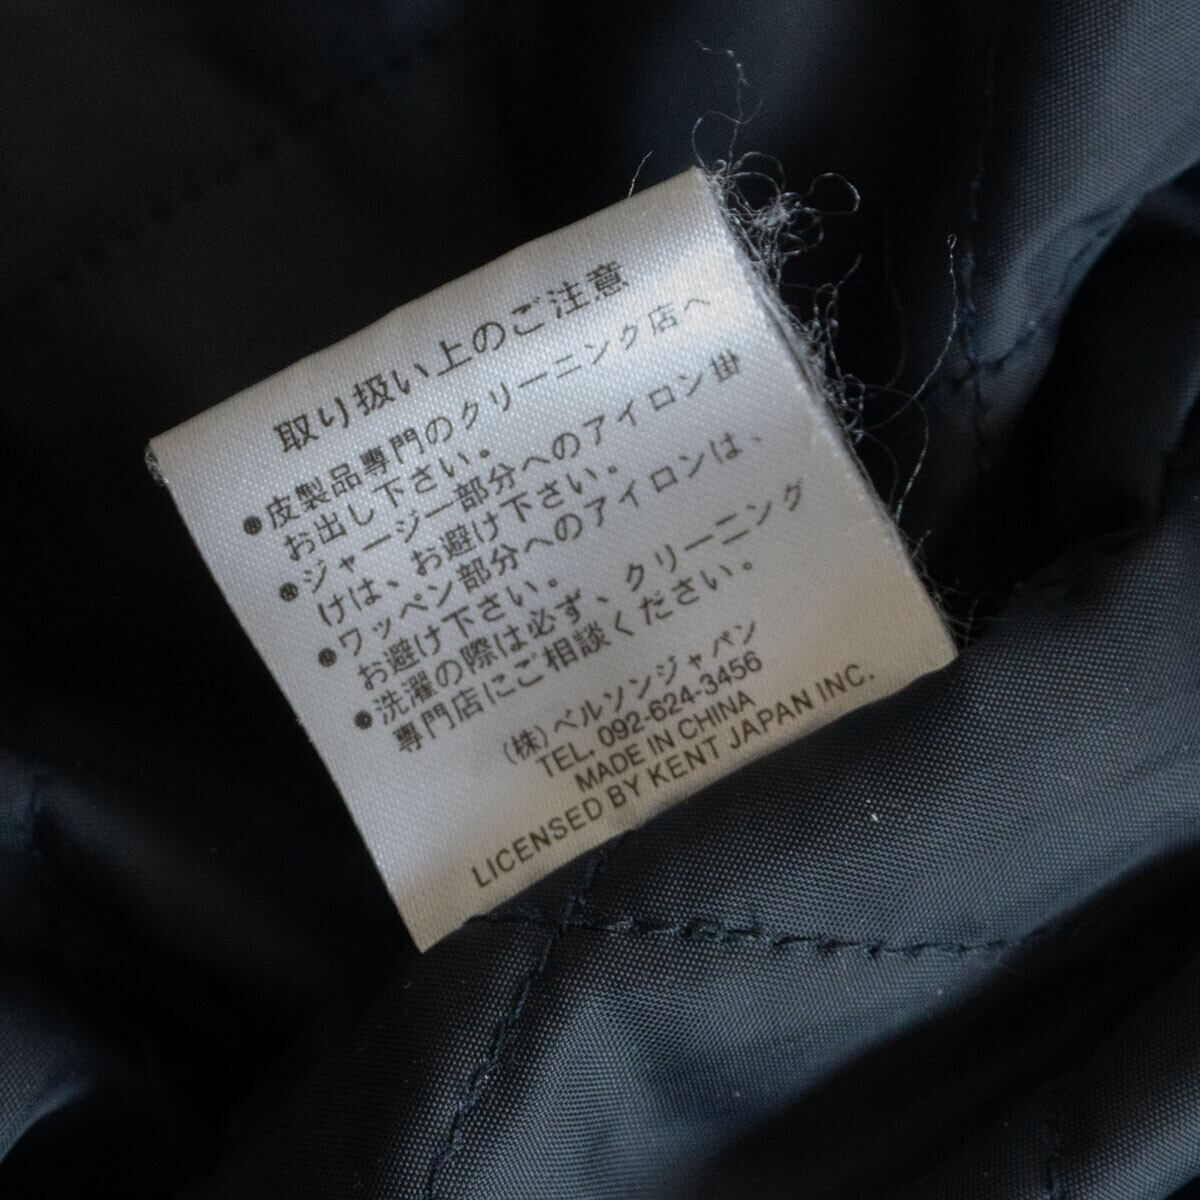 取り扱い上のご注意
●皮製品専門のクリーニング店へ
お出し下さい。
●ジャージー部分へのアイロン掛
けは、お避け下さい。
●ワッペン部分へのアイロンは、
お避け下さい。
●洗濯の際は必ず、クリーニング
専門店にご相談ください。
(株)ベルソンジャパン
TEL. 092-624-3456
MADE IN CHINA
LICENSED BY KENT JAPAN INC.